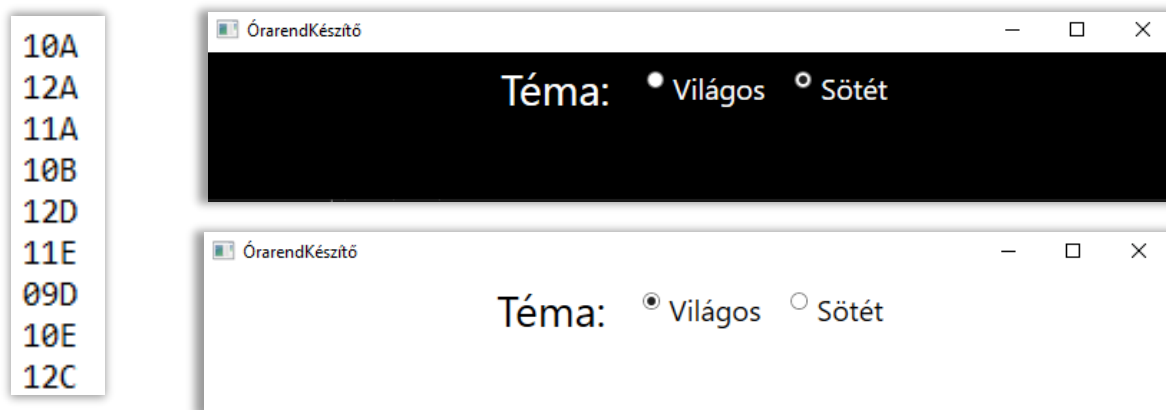 10A
12A
11A
10B
12D
11E
09D
10E
12C
ÓrarendKészítő
Téma: Világos Sötét
ÓrarendKészítő
Téma: Világos Sötét